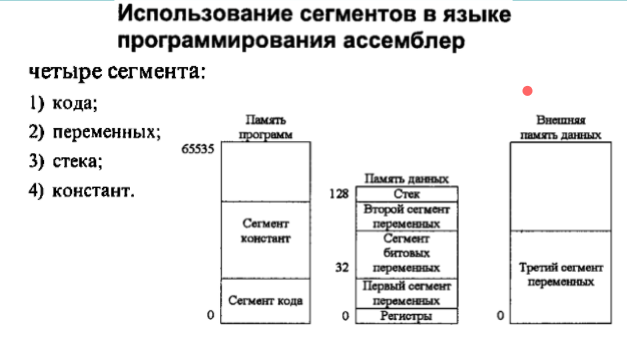 Использование сегментов в языке
программирования ассемблер
четыре сегмента:
1) кода;
2) переменных;
3) стека;
4) констант.
Память
программ
65535
Сегмент
констант
Сегмент кода
0
Память данных
128
Стек
Второй сегмент
переменных
Сегмент
битовых
переменных
32
Первый сегмент
переменных
0
Регистры
Внешняя
память данных
Третий сегмент
переменных
0